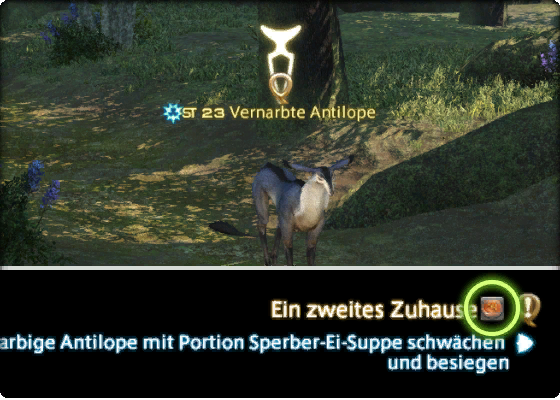 ST 23 Vernarbte Antilope
Ein zweites Zuhause
arbige Antilope mit Portion Sperber-Ei-Suppe schwächen
und besiegen